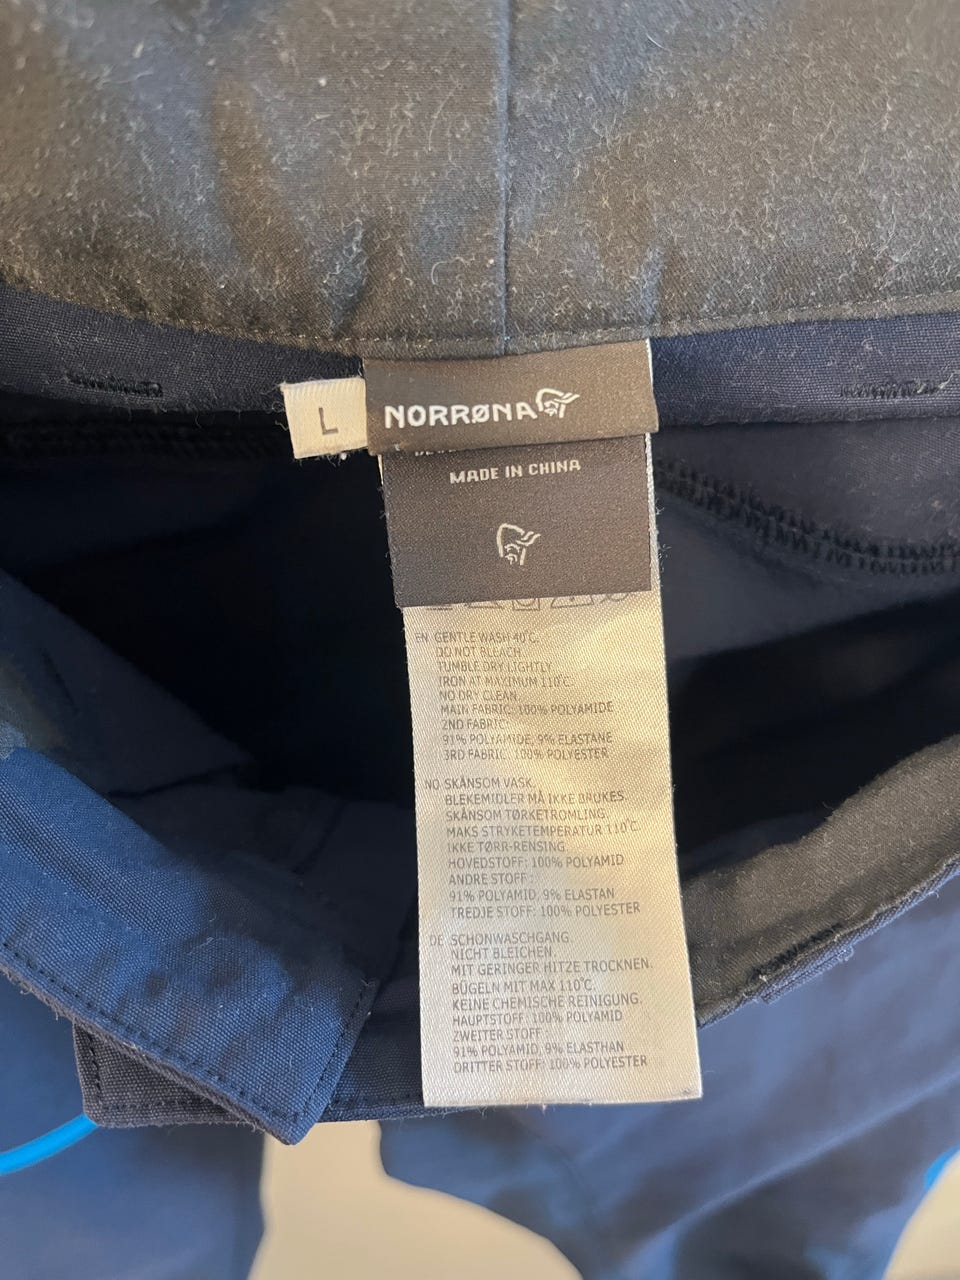 L
NORRØNA
MADE IN CHINA
EN GENTLE WASH 40°C.
DO NOT BLEACH.
TUMBLE DRY LIGHTLY
IRON AT MAXIMUM 110°C.
NO DRY CLEAN.
MAIN FABRIC: 100% POLYAMIDE
2ND FABRIC:
91% POLYAMIDE, 9% ELASTANE
3RD FABRIC: 100% POLYESTER
NO SKÅNSOM VASK.
BLEKEMIDLER MÅ IKKE BRUKES.
SKÅNSOM TØRKETROMLING.
MAKS STRYKETEMPERATUR 110°C.
IKKE TØRR-RENSING.
HOVEDSTOFF: 100% POLYAMID
ANDRE STOFF :
91% POLYAMID, 9% ELASTAN
TREDJE STOFF: 100% POLYESTER
DE SCHONWASCHGANG.
NICHT BLEICHEN.
MIT GERINGER HITZE TROCKNEN.
BÜGELN MIT MAX 110°C.
KEINE CHEMISCHE REINIGUNG.
HAUPTSTOFF: 100% POLYAMID
ZWEITER STOFF :
91% POLYAMID, 9% ELASTHAN
DRITTER STOFF: 100% POLYESTER